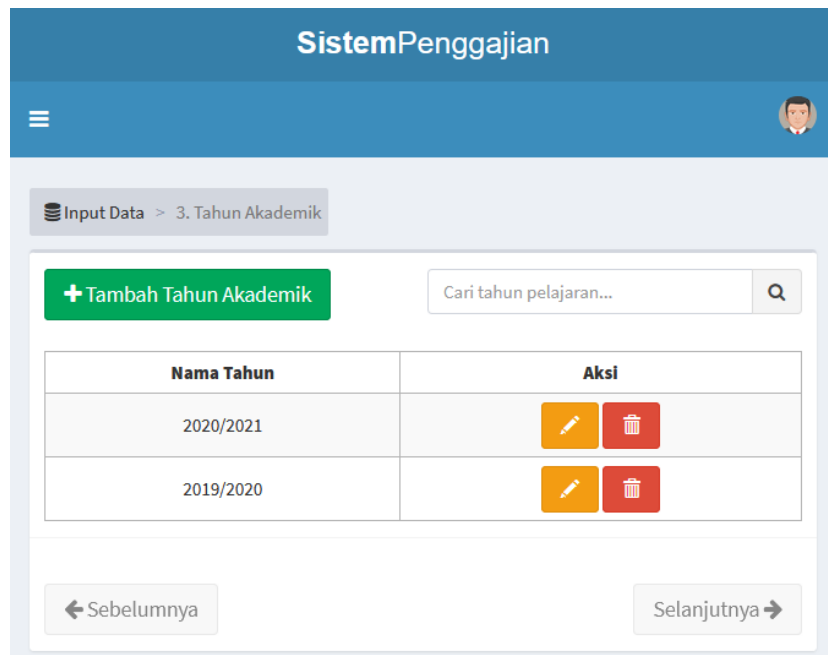 SistemPenggajian
Input Data > 3. Tahun Akademik
Tambah Tahun Akademik
Cari tahun pelajaran...
Nama Tahun Aksi
2020/2021
2019/2020
Sebelumnya
Selanjutnya